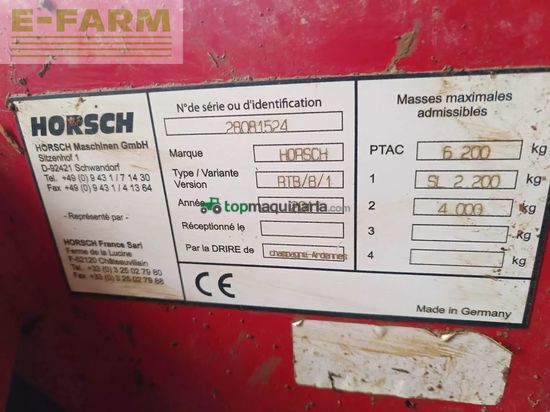 E-FARM
HORSCH
HORSCH Maschinen GmbH
Sitzenhof 1
D-92421 Schwandorf
Tel. +49 (0) 9 43 1 / 7 14 30
Fax +49 (0) 9 43 1 / 4 13 64
- Représenté par -
HORSCH France Sarl
Ferme de la Lucine
F-52120 Châteauvillain
Tel. +33 (0) 3 25 02 79 80
Fax +33 (0) 3 25 02 79 88
N° de série ou d'identification
28081524
Marque HORSCH
Type / Variante
Version RTB/8/1
Année
topmaquinaria.com
Réceptionné le
Par la DRIRE de champagne-Ardennes
CE
Masses maximales
admissibles
PTAC 6.200 kg
1 SL 2.200 kg
2 4.000 kg
3 kg
4 kg
Made in Germany